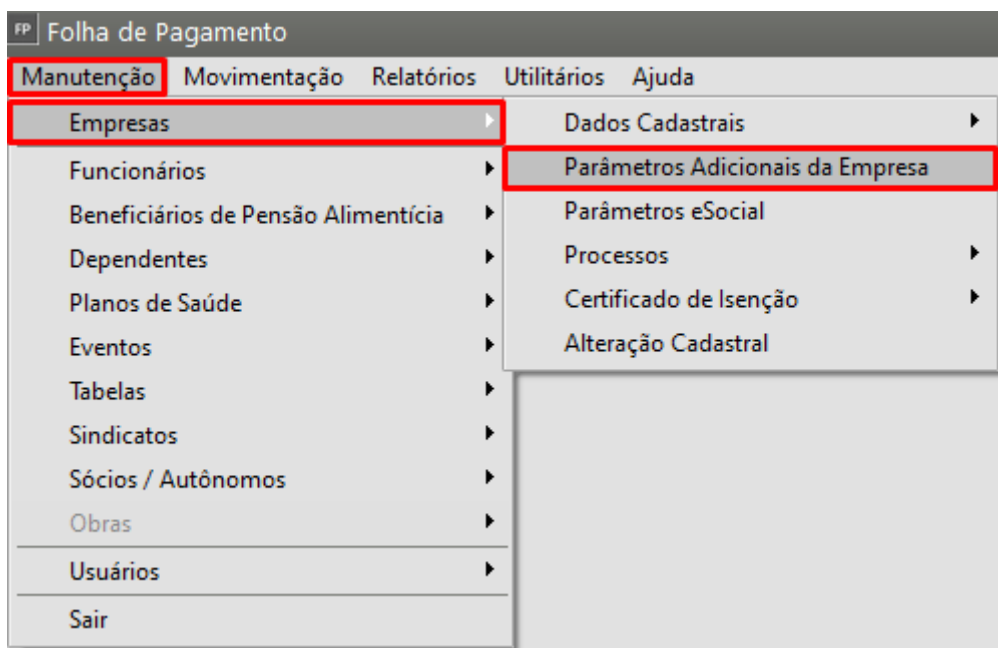 FP Folha de Pagamento
Manutenção Movimentação Relatórios Utilitários Ajuda
Empresas
Funcionários
Beneficiários de Pensão Alimentícia
Dependentes
Planos de Saúde
Eventos
Tabelas
Sindicatos
Sócios / Autônomos
Obras
Usuários
Sair
Dados Cadastrais
Parâmetros Adicionais da Empresa
Parâmetros eSocial
Processos
Certificado de Isenção
Alteração Cadastral